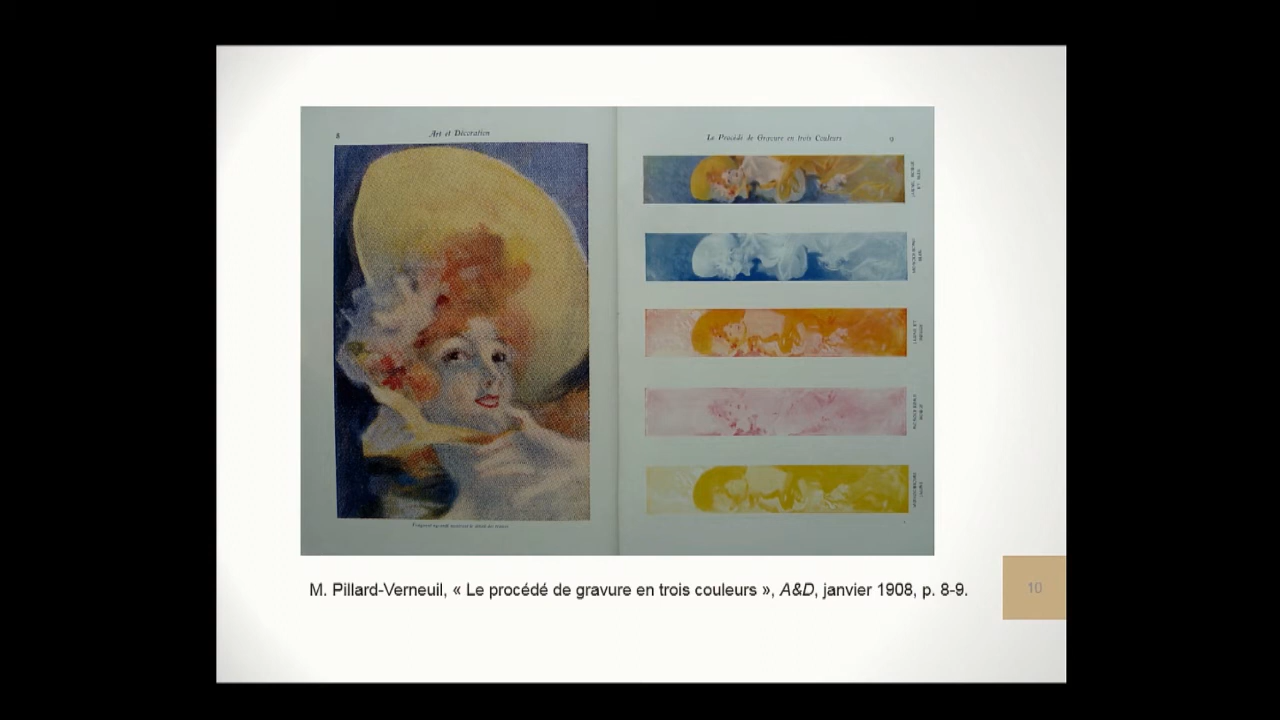 8
Art et Décoration
Le Procédé de Gravure en trois Couleurs
9
M. Pillard-Verneuil, « Le procédé de gravure en trois couleurs », A&D, janvier 1908, p. 8-9.
10